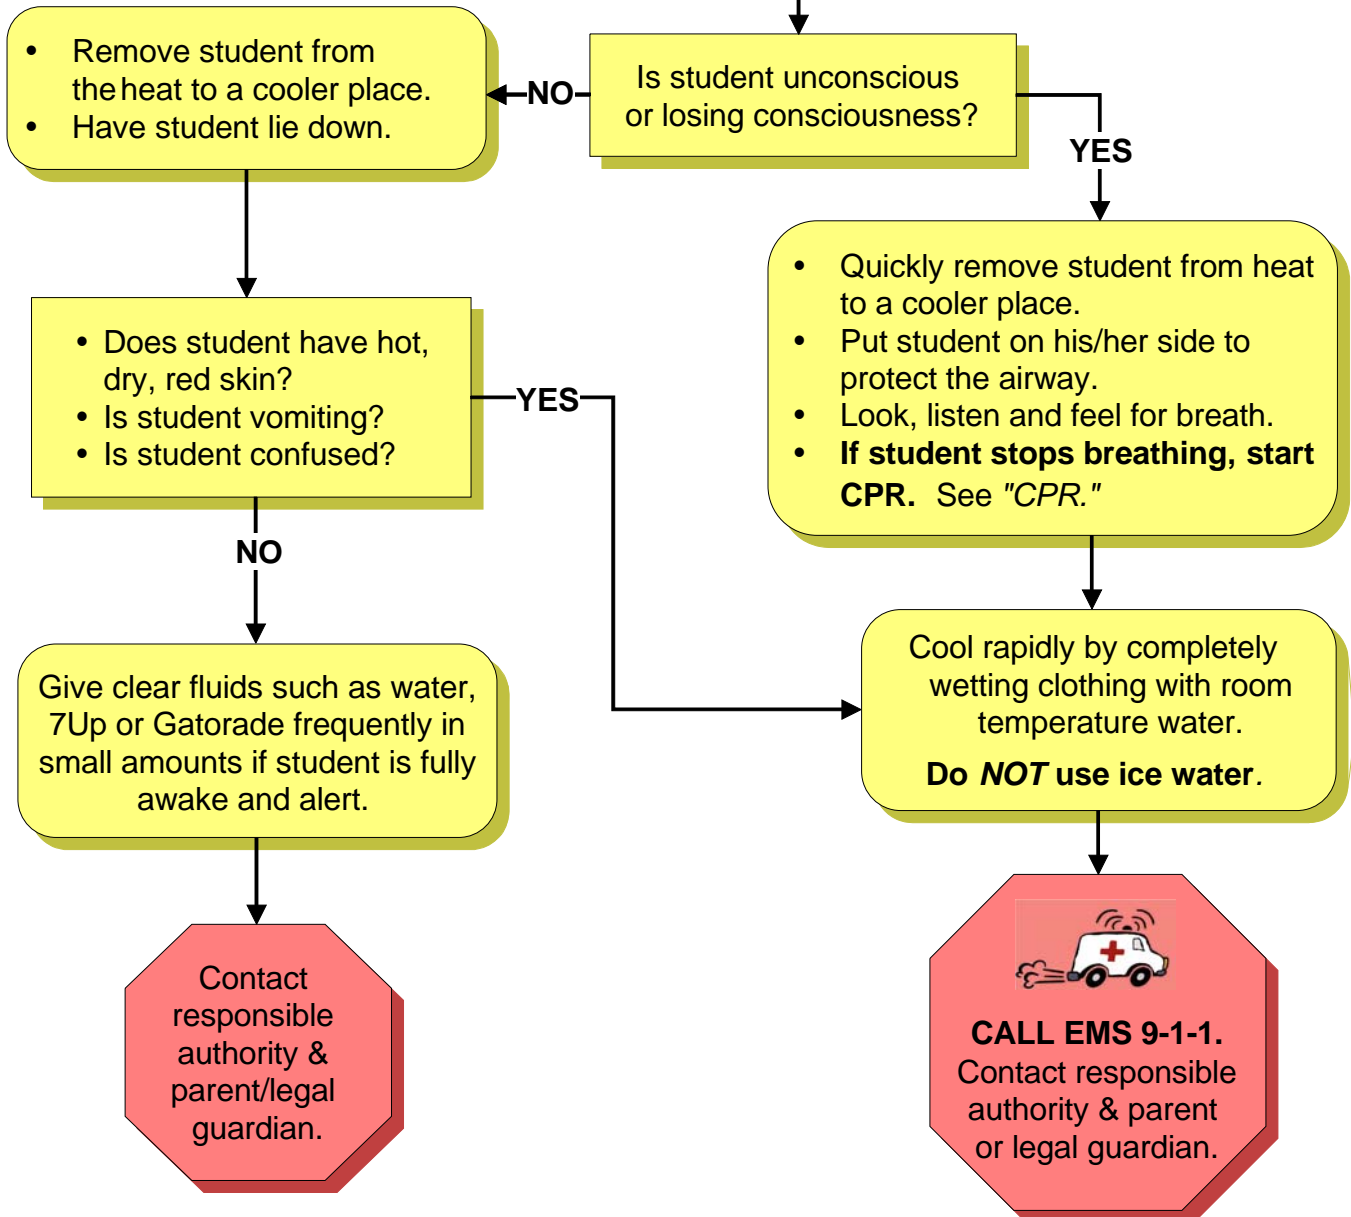 • Remove student from
the heat to a cooler place.
• Have student lie down.
NO
Is student unconscious
or losing consciousness?
YES
• Quickly remove student from heat
to a cooler place.
• Put student on his/her side to
protect the airway.
• Look, listen and feel for breath.
• If student stops breathing, start
CPR. See "CPR."
• Does student have hot,
dry, red skin?
• Is student vomiting?
• Is student confused?
YES
NO
Give clear fluids such as water,
7Up or Gatorade frequently in
small amounts if student is fully
awake and alert.
Cool rapidly by completely
wetting clothing with room
temperature water.
Do NOT use ice water.
Contact
responsible
authority &
parent/legal
guardian.
CALL EMS 9-1-1.
Contact responsible
authority & parent
or legal guardian.